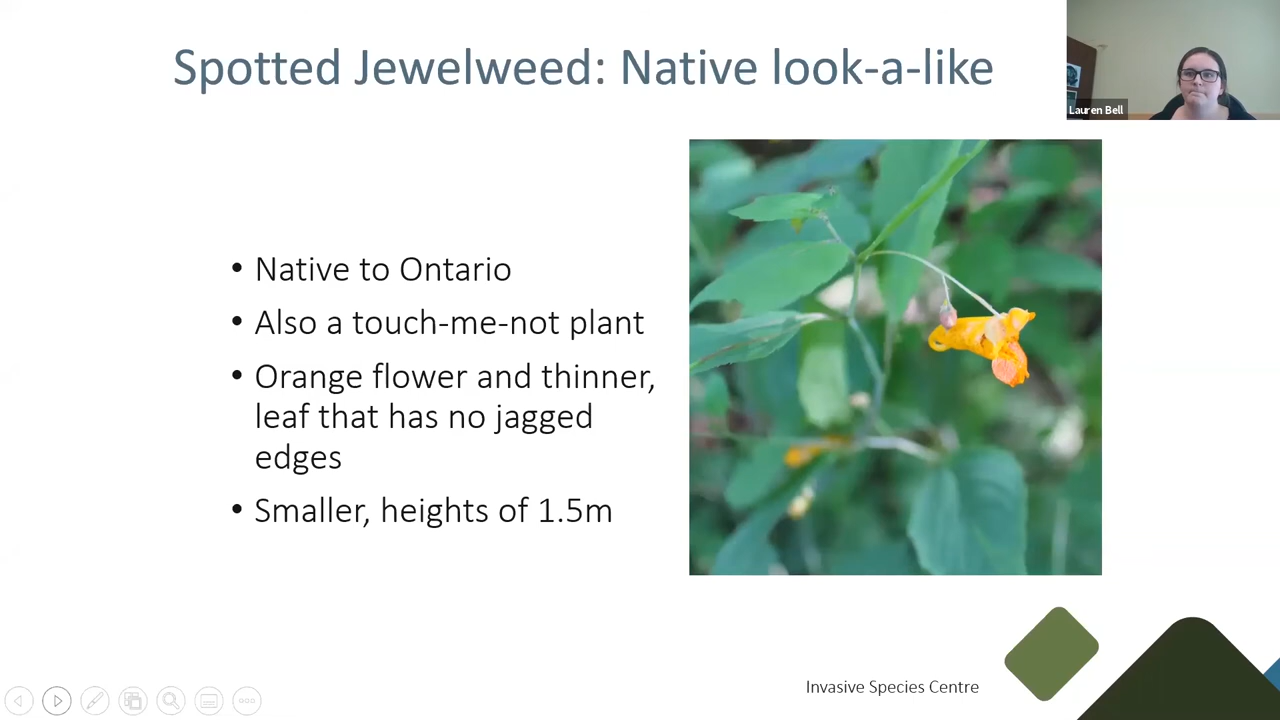 Spotted Jewelweed: Native look-a-like
Lauren Bell
• Native to Ontario
• Also a touch-me-not plant
• Orange flower and thinner,
leaf that has no jagged
edges
• Smaller, heights of 1.5m
Invasive Species Centre